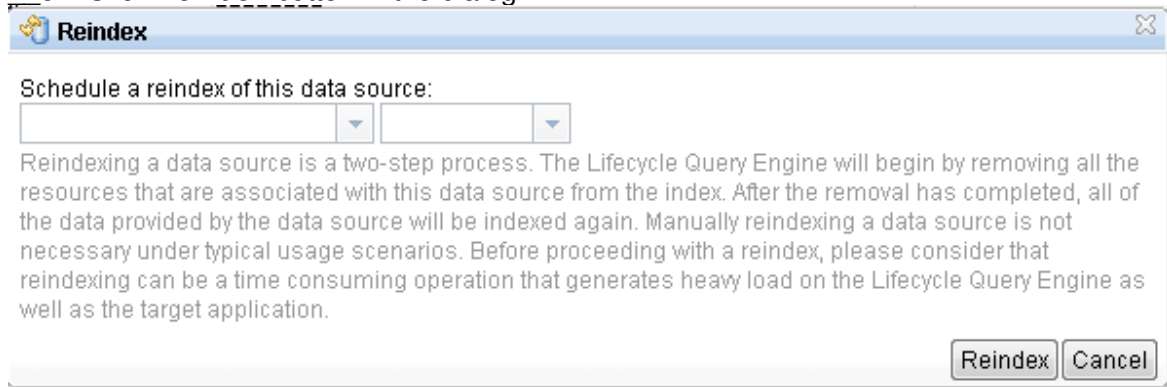 Reindex
Schedule a reindex of this data source:
Reindexing a data source is a two-step process. The Lifecycle Query Engine will begin by removing all the
resources that are associated with this data source from the index. After the removal has completed, all of
the data provided by the data source will be indexed again. Manually reindexing a data source is not
necessary under typical usage scenarios. Before proceeding with a reindex, please consider that
reindexing can be a time consuming operation that generates heavy load on the Lifecycle Query Engine as
well as the target application.
Reindex Cancel